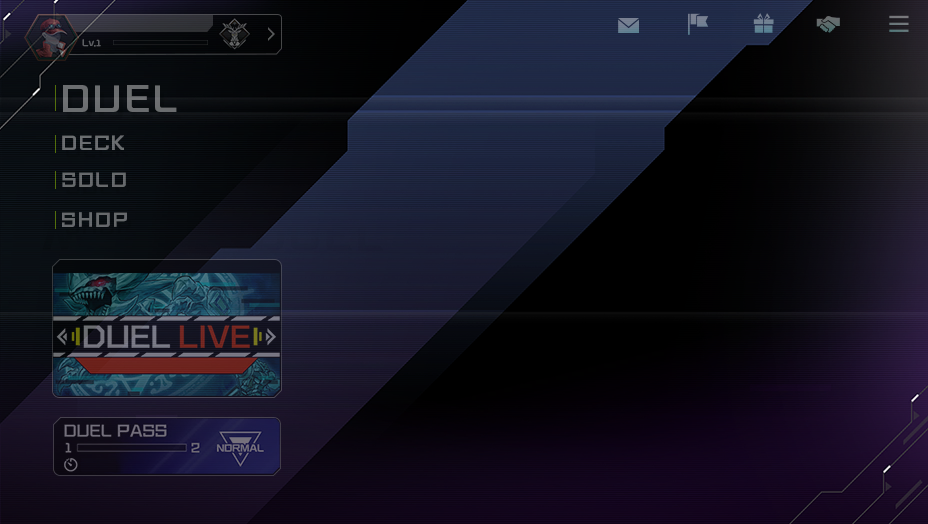 Lv.1
DUEL
DECK
SOLO
SHOP
DUEL LIVE
DUEL PASS
1 2
NORMAL